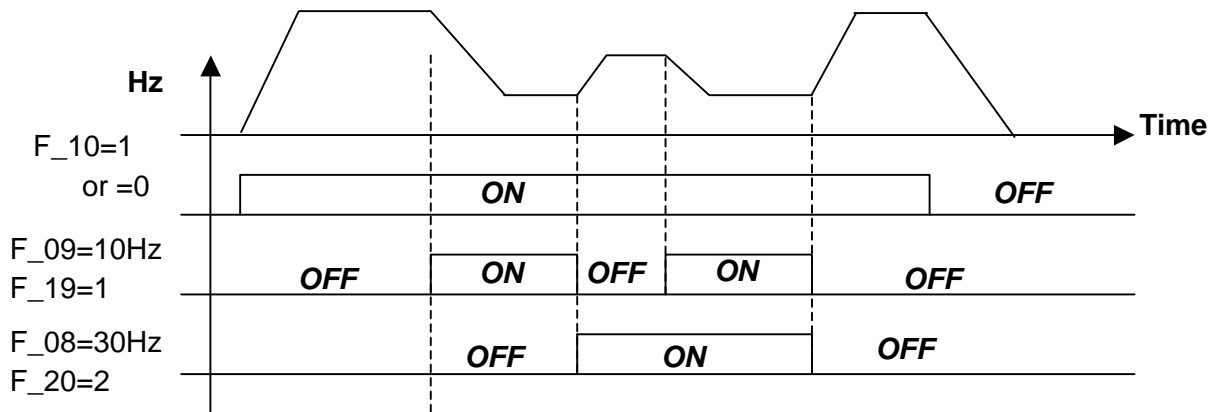 Hz
Time
F_10=1
or =0
ON
OFF
F_09=10Hz
F_19=1
OFF
ON
OFF
ON
OFF
F_08=30Hz
F_20=2
OFF
ON
OFF